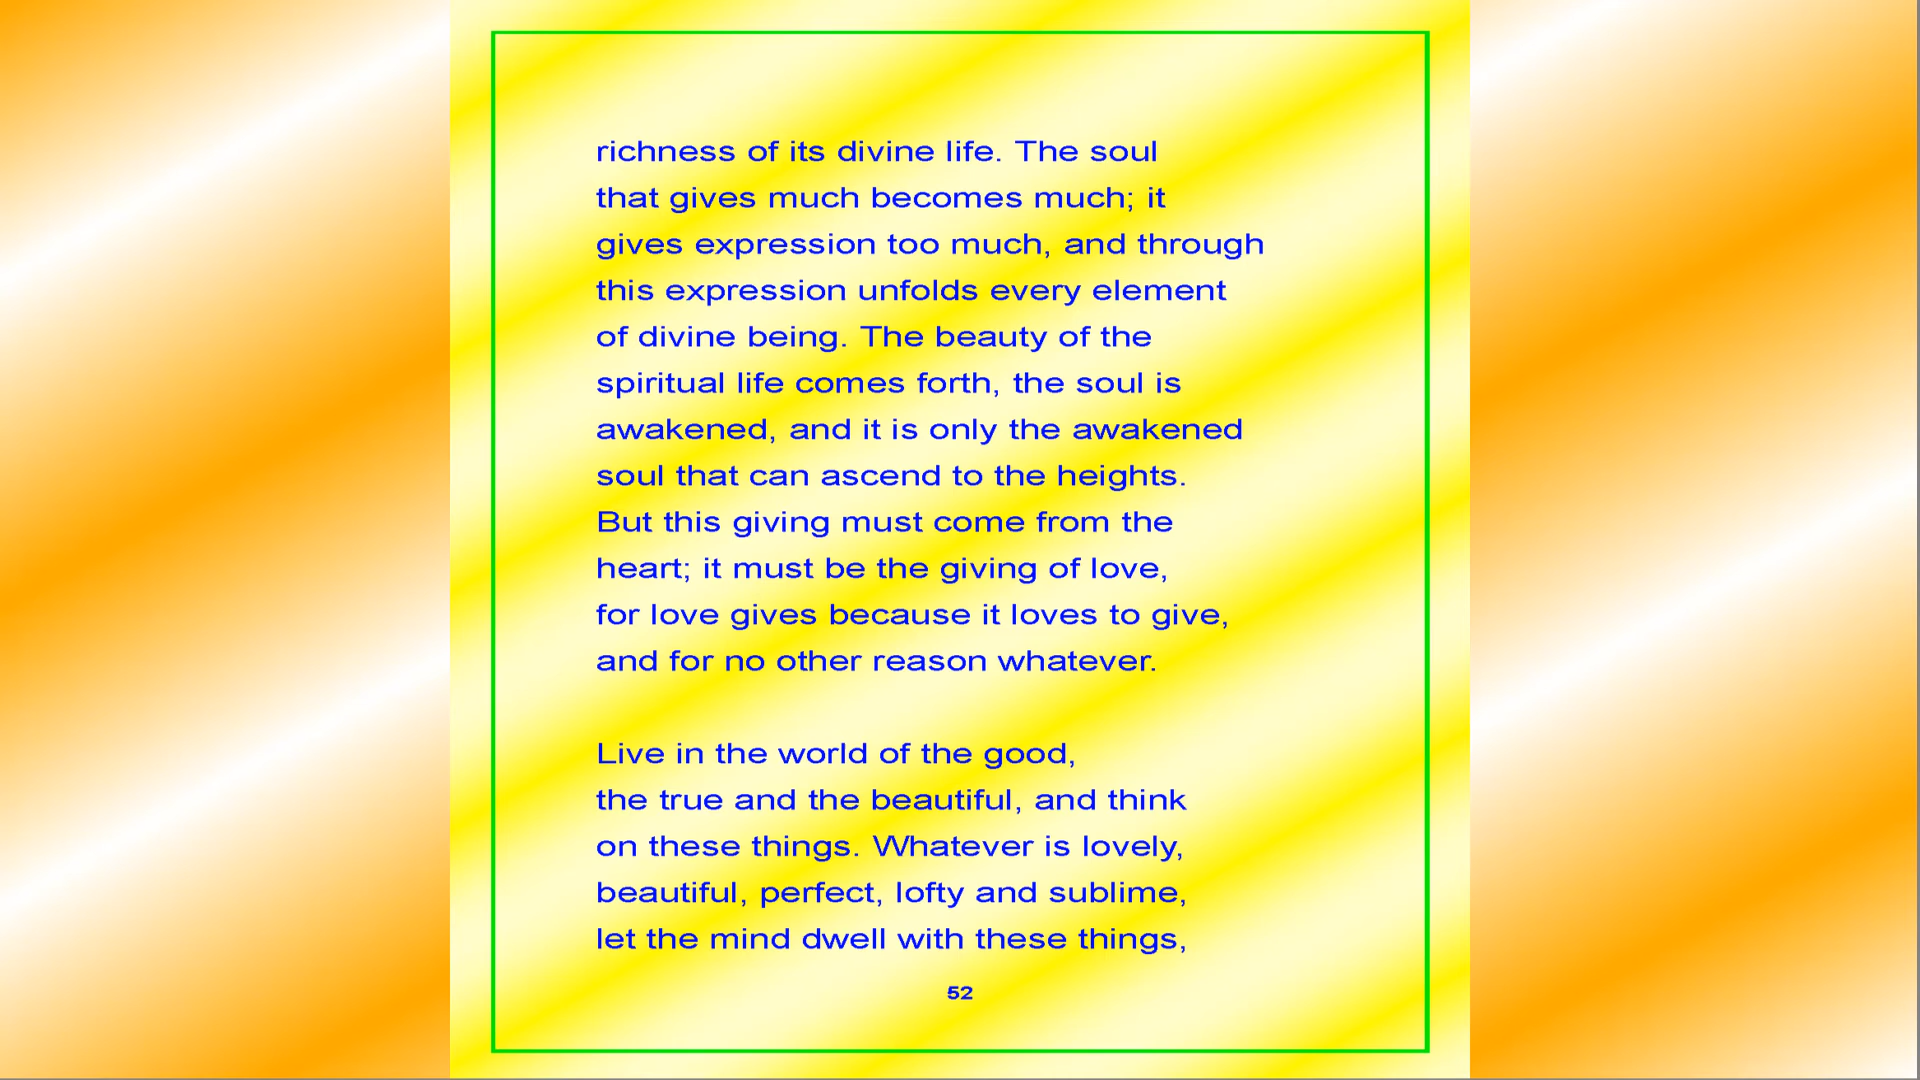 richness of its divine life. The soul
that gives much becomes much; it
gives expression too much, and through
this expression unfolds every element
of divine being. The beauty of the
spiritual life comes forth, the soul is
awakened, and it is only the awakened
soul that can ascend to the heights.
But this giving must come from the
heart; it must be the giving of love,
for love gives because it loves to give,
and for no other reason whatever.
Live in the world of the good,
the true and the beautiful, and think
on these things. Whatever is lovely,
beautiful, perfect, lofty and sublime,
let the mind dwell with these things,
52